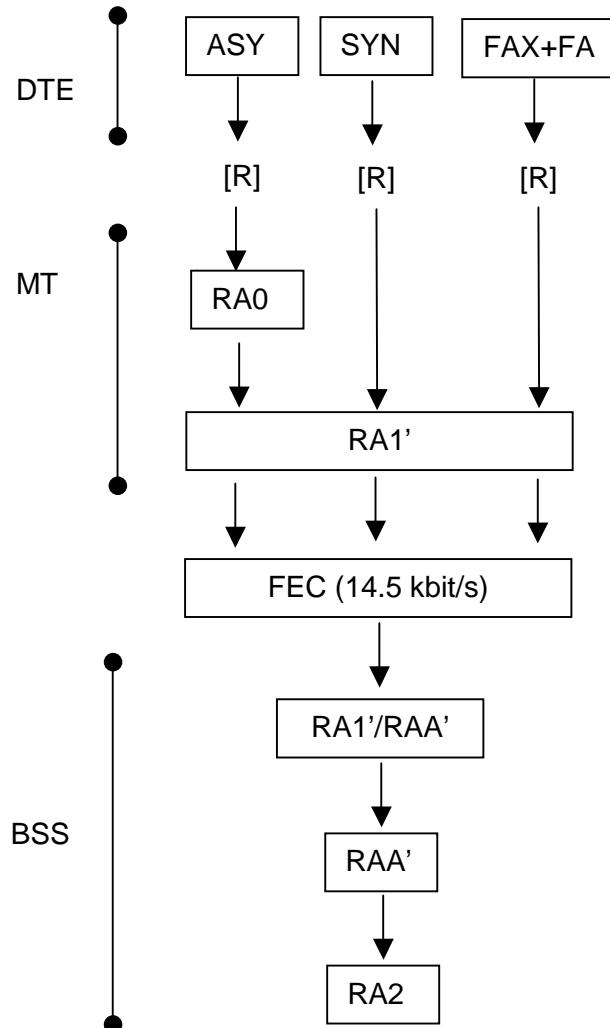 ASY SYN FAX+FA
DTE
[R] [R] [R]
MT
RA0
RA1’
FEC (14.5 kbit/s)
RA1’/RAA’
BSS
RAA’
RA2